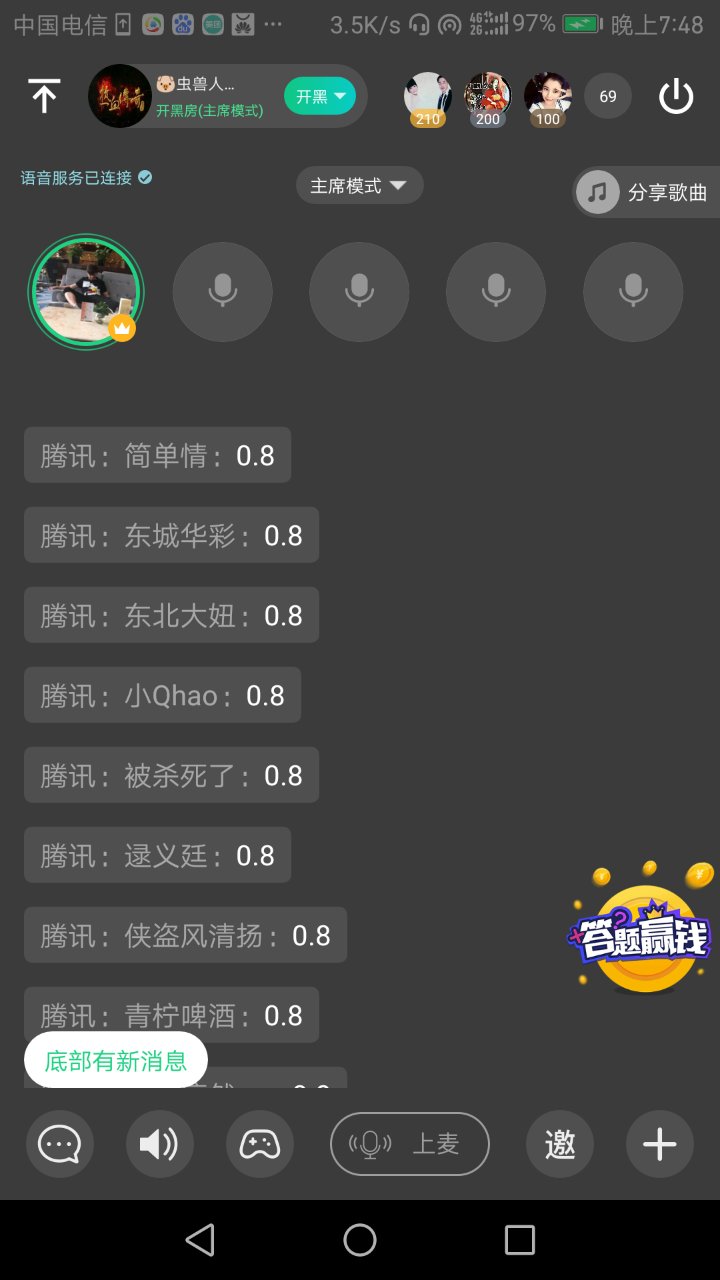 中国电信
3.5K/s
97%
晚上7:48
虫兽人...
开黑房(主席模式)
开黑
210
200
100
69
语音服务已连接
主席模式
分享歌曲
腾讯：简单情：0.8
腾讯：东城华彩：0.8
腾讯：东北大妞：0.8
腾讯：小Qhao：0.8
腾讯：被杀死了：0.8
腾讯：逯义廷：0.8
腾讯：侠盗风清扬：0.8
答题赢钱
腾讯：青柠啤酒：0.8
底部有新消息
上麦
邀